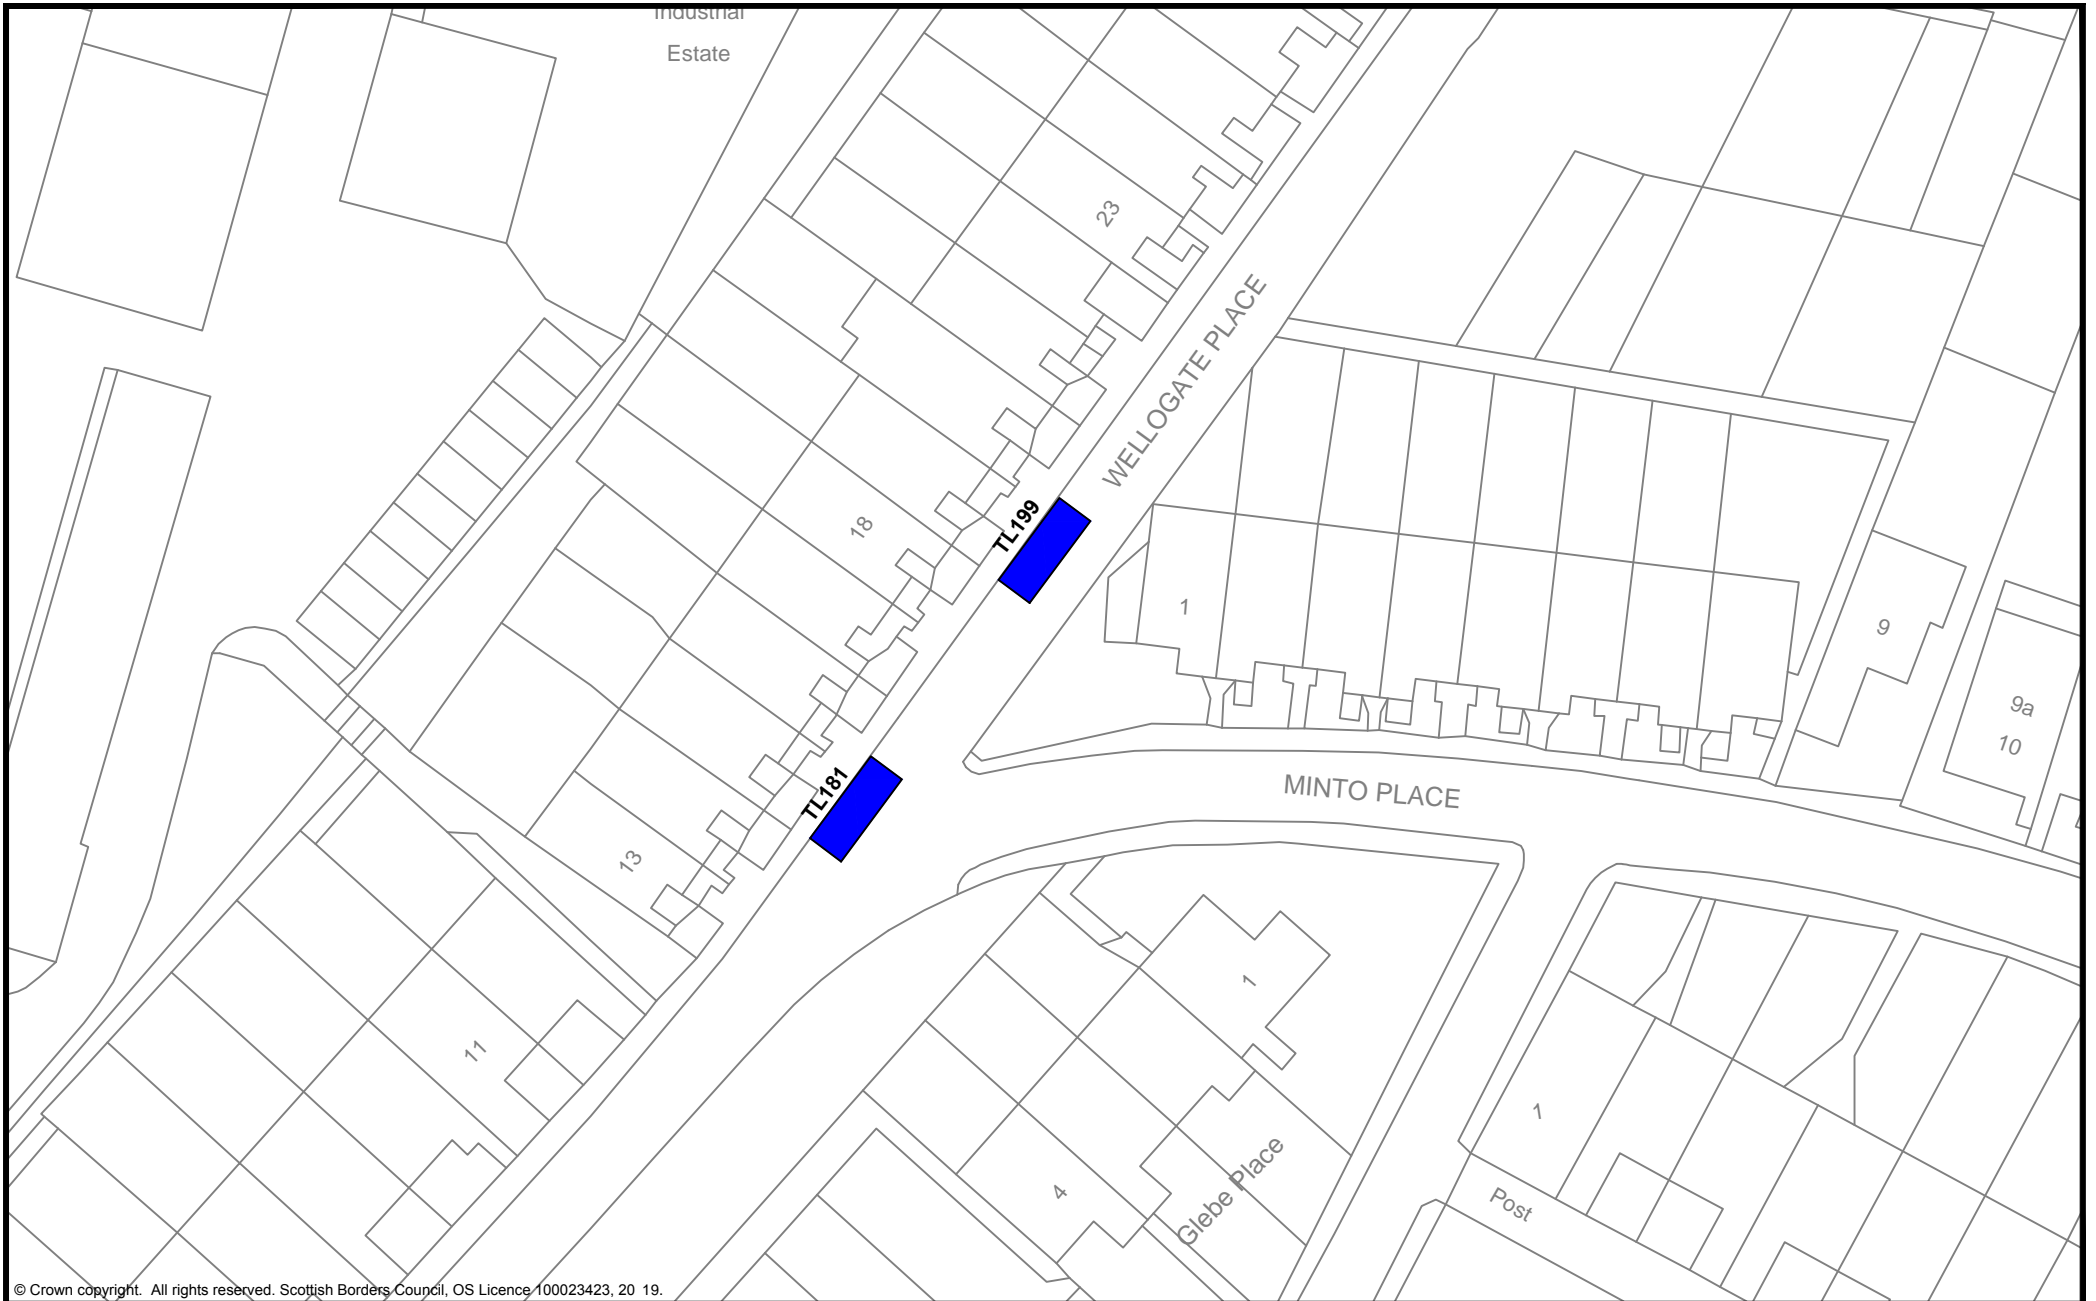 Industrial
Estate
23
WELLOGATE PLACE
18
TL199
1
9
9a
10
TL181
MINTO PLACE
13
1
11
1
4
Glebe Place
Post
© Crown copyright. All rights reserved. Scottish Borders Council, OS Licence 100023423, 20 19.